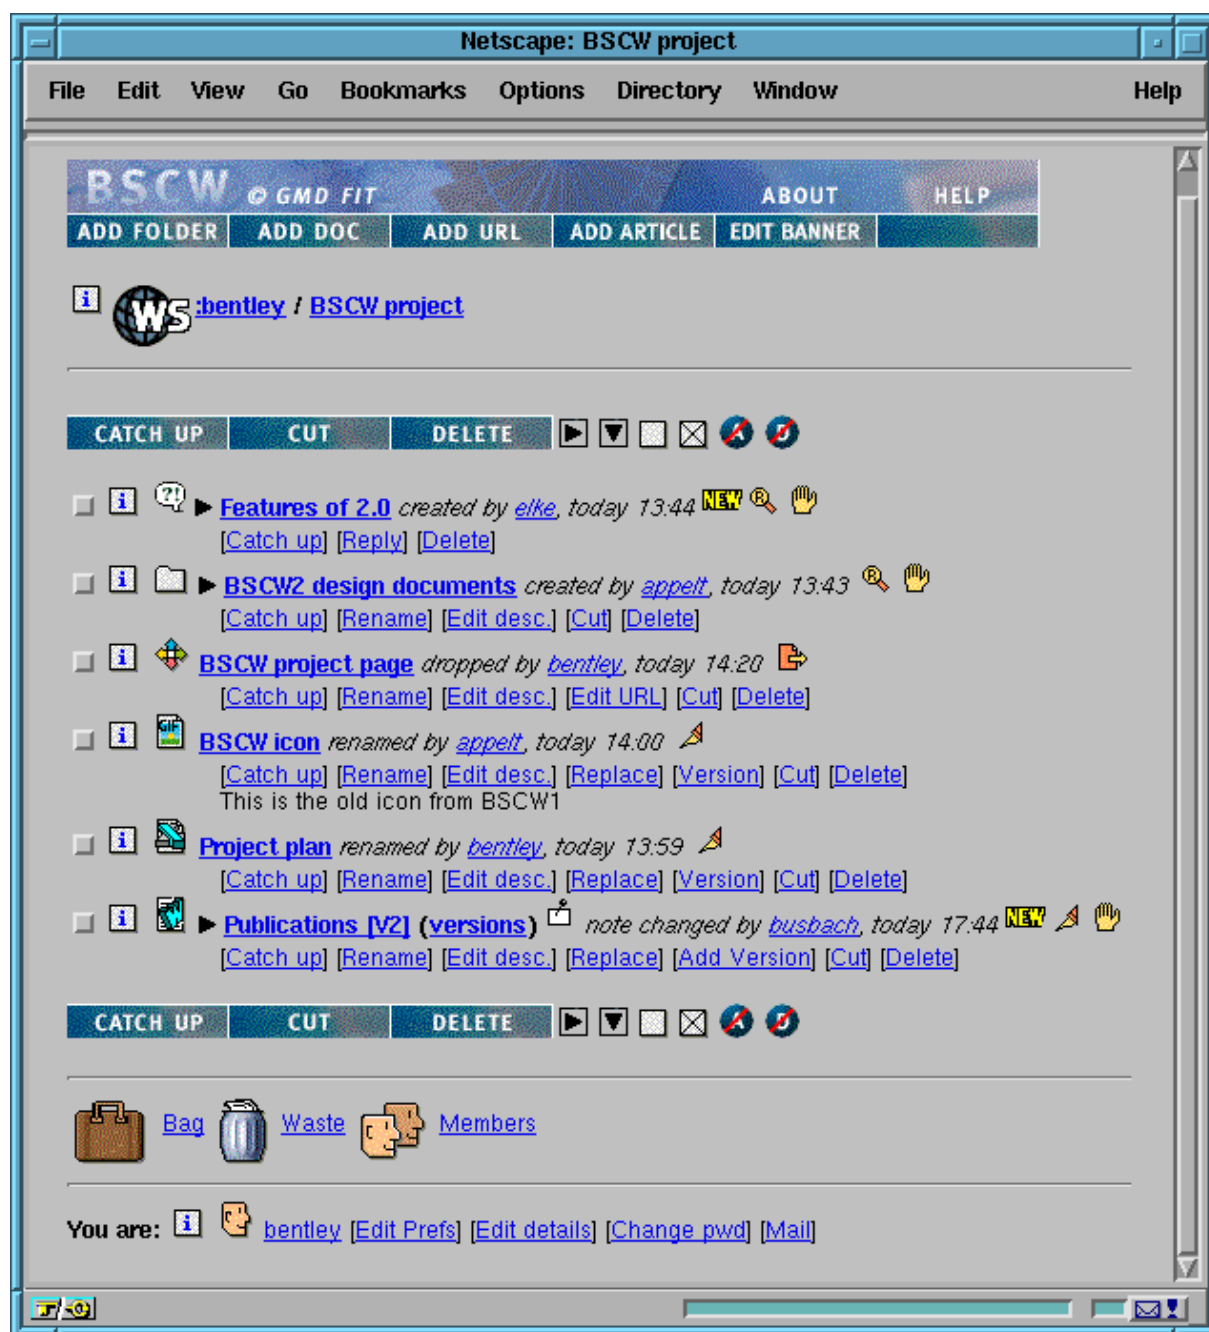 Netscape: BSCW project
File Edit View Go Bookmarks Options Directory Window Help
BSCW © GMD FIT ABOUT HELP
ADD FOLDER ADD DOC ADD URL ADD ARTICLE EDIT BANNER
i WS :bentley / BSCW project
CATCH UP CUT DELETE A D
i ?! Features of 2.0 created by elke, today 13:44 NEW R
[Catch up] [Reply] [Delete]
i BSCW2 design documents created by appelt, today 13:43 R
[Catch up] [Rename] [Edit desc.] [Cut] [Delete]
i BSCW project page dropped by bentley, today 14:20
[Catch up] [Rename] [Edit desc.] [Edit URL] [Cut] [Delete]
i GIF BSCW icon renamed by appelt, today 14:00
[Catch up] [Rename] [Edit desc.] [Replace] [Version] [Cut] [Delete]
This is the old icon from BSCW1
i Project plan renamed by bentley, today 13:59
[Catch up] [Rename] [Edit desc.] [Replace] [Version] [Cut] [Delete]
i Publications [V2] (versions) note changed by busbach, today 17:44 NEW
[Catch up] [Rename] [Edit desc.] [Replace] [Add Version] [Cut] [Delete]
CATCH UP CUT DELETE A D
Bag Waste Members
You are: i bentley [Edit Prefs] [Edit details] [Change pwd] [Mail]